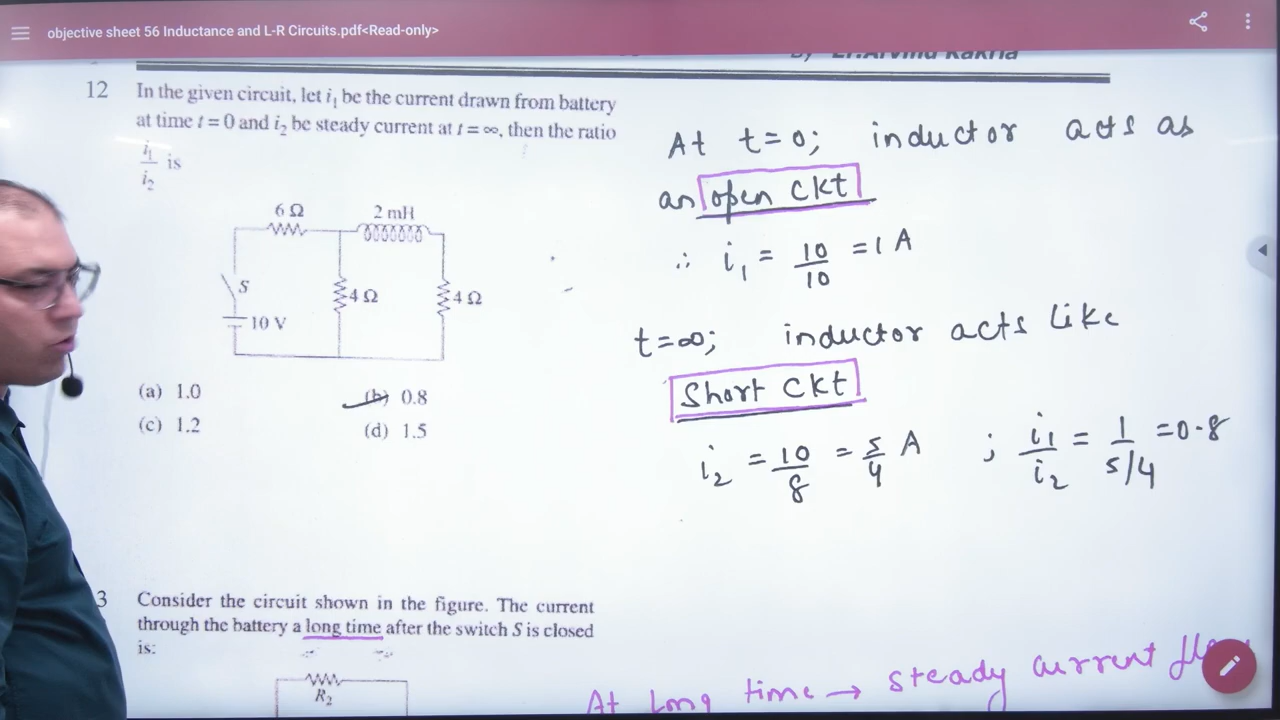 objective sheet 56 Inductance and L-R Circuits.pdf<Read-only>
By Er.Arvind Kakria
12 In the given circuit, let i₁ be the current drawn from battery
at time t = 0 and i₂ be steady current at t = ∞, then the ratio
i₁/i₂ is
6 Ω 2 mH
S 4 Ω 4 Ω
10 V
(a) 1.0 (b) 0.8
(c) 1.2 (d) 1.5
At t=0; inductor acts as
an open Ckt
∴ i₁ = 10/10 = 1 A
t=∞; inductor acts like
Short Ckt
i₂ = 10/8 = 5/4 A ; i₁/i₂ = 1/5/4 = 0.8
3 Consider the circuit shown in the figure. The current
through the battery a long time after the switch S is closed
is:
R₂
At Long time → steady current